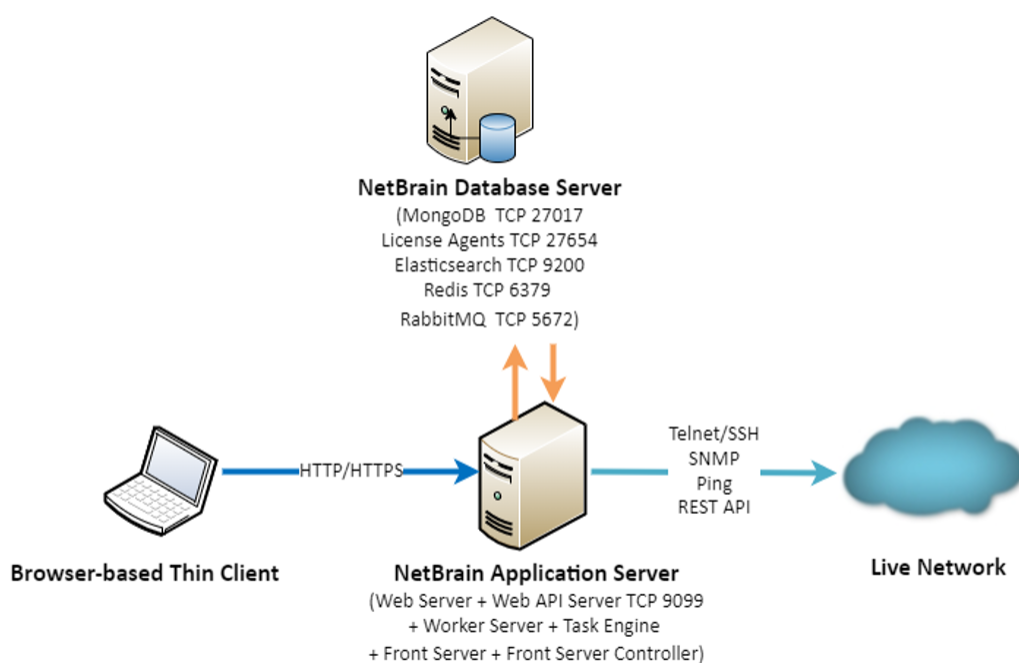 NetBrain Database Server
(MongoDB TCP 27017
License Agents TCP 27654
Elasticsearch TCP 9200
Redis TCP 6379
RabbitMQ TCP 5672)
HTTP/HTTPS
Telnet/SSH
SNMP
Ping
REST API
Browser-based Thin Client
NetBrain Application Server
(Web Server + Web API Server TCP 9099
+ Worker Server + Task Engine
+ Front Server + Front Server Controller)
Live Network